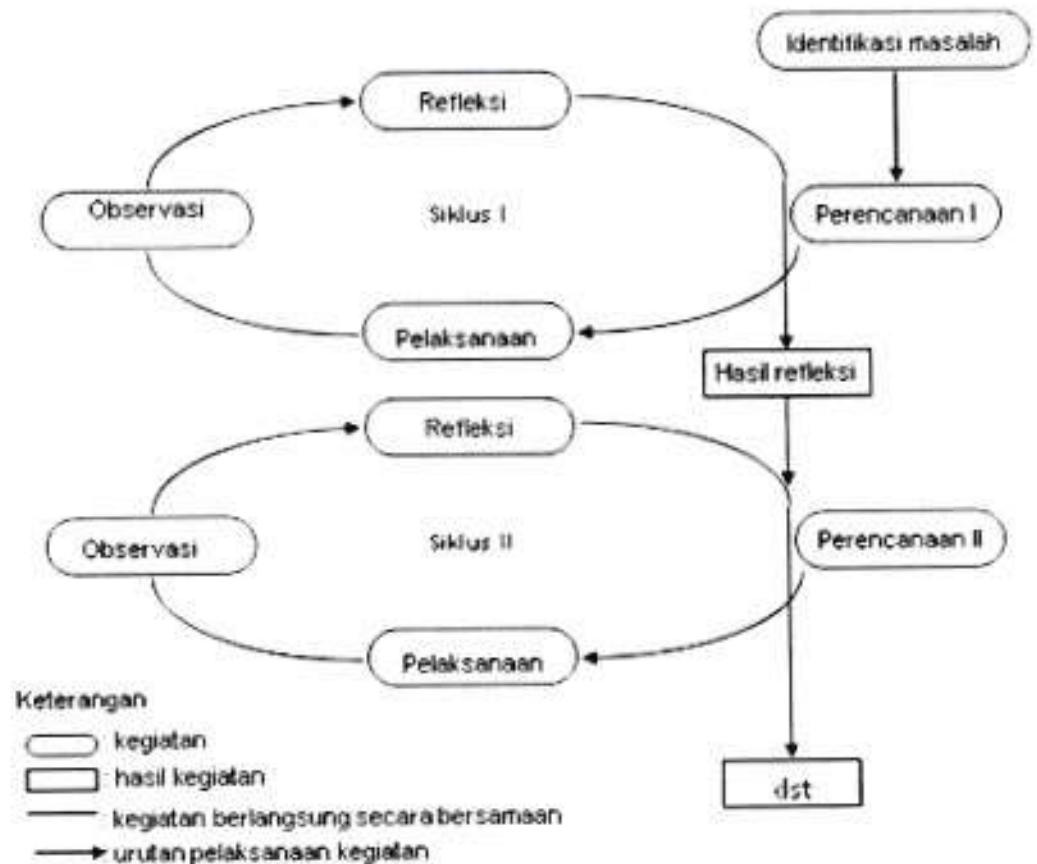 Identifikasi masalah
Refleksi
Observasi
Siklus I
Perencanaan I
Pelaksanaan
Hasil refleksi
Refleksi
Observasi
Siklus II
Perencanaan II
Pelaksanaan
Keterangan
kegiatan
hasil kegiatan
dst
kegiatan berlangsung secara bersamaan
urutan pelaksanaan kegiatan